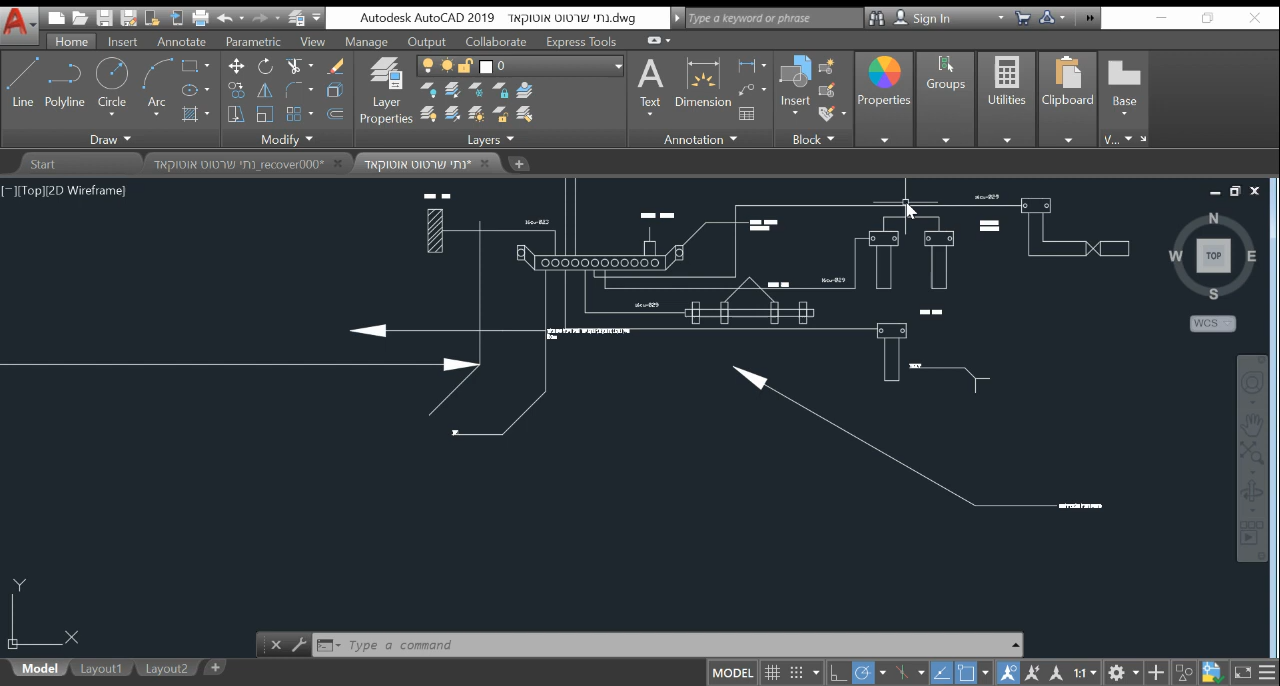 Autodesk AutoCAD 2019 נתי שרטוט אוטוקאד.dwg
Type a keyword or phrase
Sign In
Home Insert Annotate Parametric View Manage Output Collaborate Express Tools
0
Line Polyline Circle Arc
Layer Properties
Text Dimension
Insert
Properties
Groups
Utilities
Clipboard
Base
Draw Modify Layers Annotation Block V...
Start נתי שרטוט אוטוקאד_recover000* נתי שרטוט אוטוקאד*
[−][Top][2D Wireframe]
N
W TOP E
S
WCS
Y
X
Type a command
Model Layout1 Layout2
MODEL 1:1